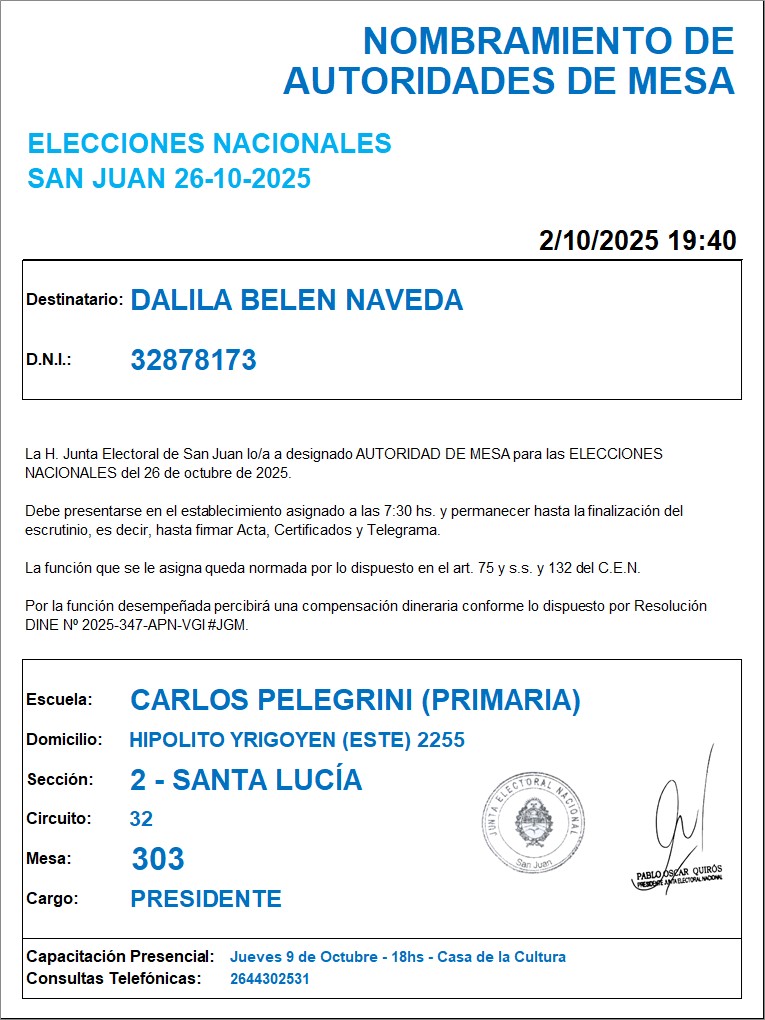 NOMBRAMIENTO DE
AUTORIDADES DE MESA
ELECCIONES NACIONALES
SAN JUAN 26-10-2025
2/10/2025 19:40
Destinatario: DALILA BELEN NAVEDA
D.N.I.: 32878173
La H. Junta Electoral de San Juan lo/a a designado AUTORIDAD DE MESA para las ELECCIONES
NACIONALES del 26 de octubre de 2025.
Debe presentarse en el establecimiento asignado a las 7:30 hs. y permanecer hasta la finalización del
escrutinio, es decir, hasta firmar Acta, Certificados y Telegrama.
La función que se le asigna queda normada por lo dispuesto en el art. 75 y s.s. y 132 del C.E.N.
Por la función desempeñada percibirá una compensación dineraria conforme lo dispuesto por Resolución
DINE Nº 2025-347-APN-VGI#JGM.
Escuela: CARLOS PELEGRINI (PRIMARIA)
Domicilio: HIPOLITO YRIGOYEN (ESTE) 2255
Sección: 2 - SANTA LUCÍA
Circuito: 32
Mesa: 303
Cargo: PRESIDENTE
JUNTA ELECTORAL NACIONAL
San Juan
PABLO OSCAR QUIRÓS
PRESIDENTE JUNTA ELECTORAL NACIONAL
Capacitación Presencial: Jueves 9 de Octubre - 18hs - Casa de la Cultura
Consultas Telefónicas: 2644302531